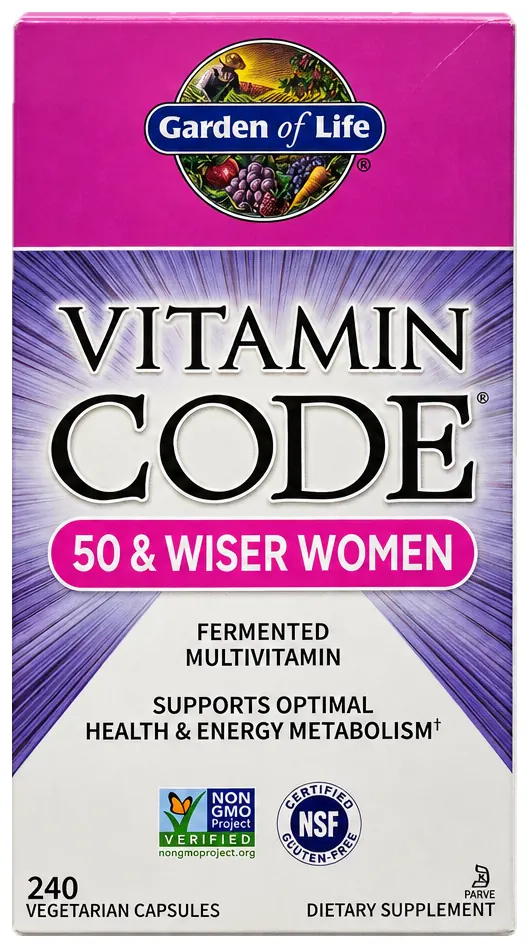 Garden of Life®
VITAMIN
CODE®
50 & WISER WOMEN
FERMENTED
MULTIVITAMIN
SUPPORTS OPTIMAL
HEALTH & ENERGY METABOLISM†
NON
GMO
Project
VERIFIED
nongmoproject.org
CERTIFIED
NSF
GLUTEN-FREE
240
VEGETARIAN CAPSULES
K
PARVE
DIETARY SUPPLEMENT